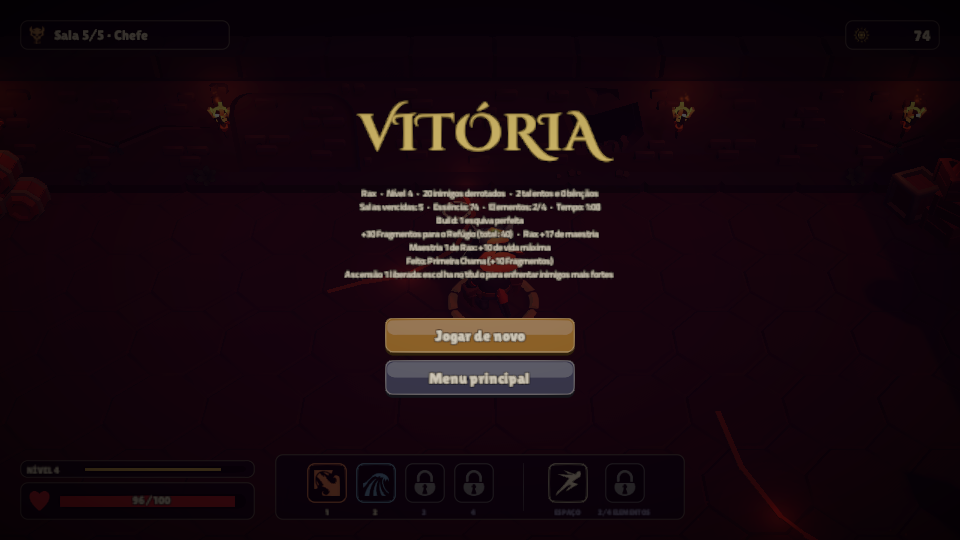 Sala 5/5 • Chefe
74
VITÓRIA
Rax • Nível 4 • 20 inimigos derrotados • 2 talentos e 0 bênçãos
Salas vencidas: 5 • Essência: 74 • Elementos: 2/4 • Tempo: 1:08
Build: 1 esquiva perfeita
+30 Fragmentos para o Refúgio (total: 40) • Rax +17 de maestria
Maestria 1 de Rax: +10 de vida máxima
Feito: Primeira Chama (+10 Fragmentos)
Ascensão 1 liberada: escolha no título para enfrentar inimigos mais fortes
Jogar de novo
Menu principal
NÍVEL 4
96 / 100
1
2
3
4
ESPAÇO
2/4 ELEMENTOS